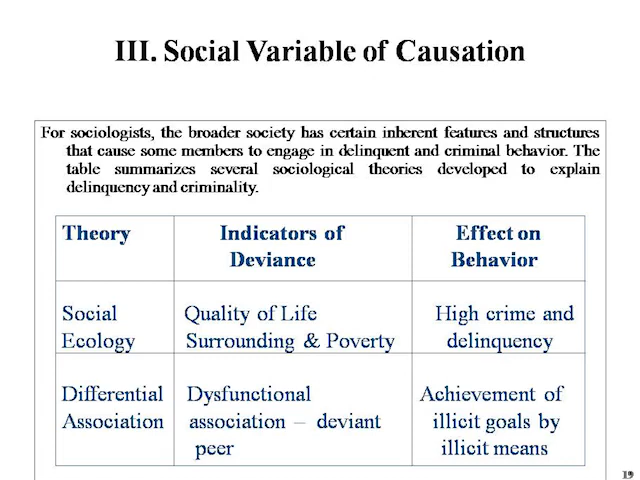 III. Social Variable of Causation
For sociologists, the broader society has certain inherent features and structures
that cause some members to engage in delinquent and criminal behavior. The
table summarizes several sociological theories developed to explain
delinquency and criminality.
Theory Indicators of Effect on
Deviance Behavior
Social Quality of Life High crime and
Ecology Surrounding & Poverty delinquency
Differential Dysfunctional Achievement of
Association association – deviant illicit goals by
peer illicit means
19